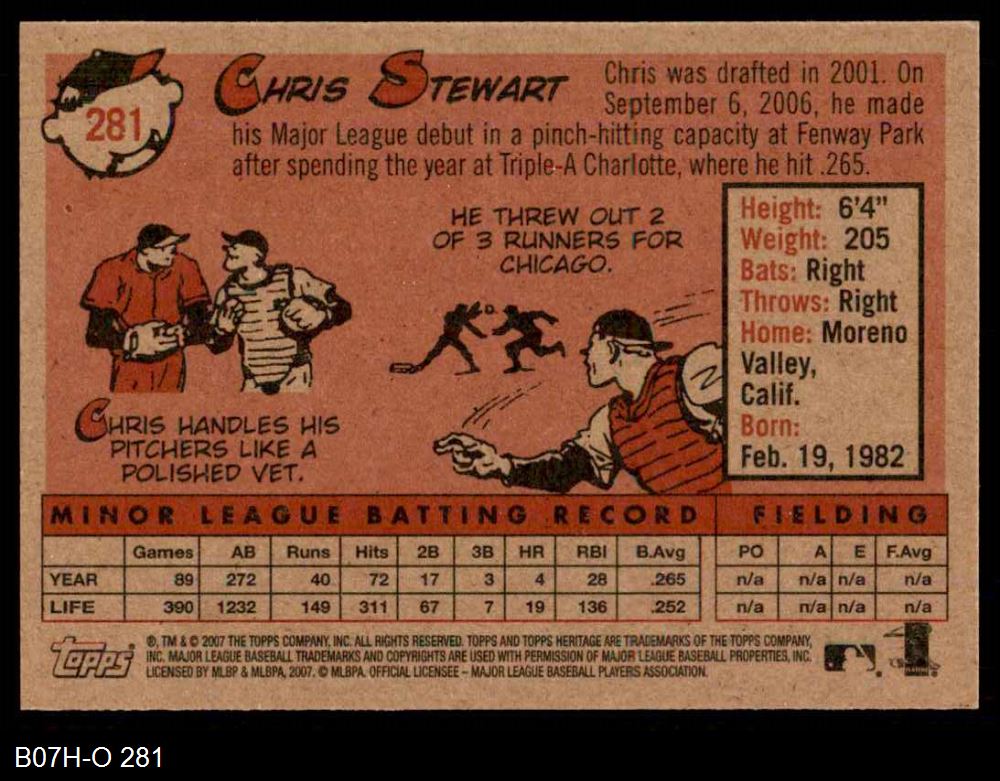 281
CHRIS STEWART
Chris was drafted in 2001. On
September 6, 2006, he made
his Major League debut in a pinch-hitting capacity at Fenway Park
after spending the year at Triple-A Charlotte, where he hit .265.
HE THREW OUT 2
OF 3 RUNNERS FOR
CHICAGO.
CHRIS HANDLES HIS
PITCHERS LIKE A
POLISHED VET.
Height: 6'4"
Weight: 205
Bats: Right
Throws: Right
Home: Moreno
Valley,
Calif.
Born:
Feb. 19, 1982
MINOR LEAGUE BATTING RECORD FIELDING
Games AB Runs Hits 2B 3B HR RBI B.Avg PO A E F.Avg
YEAR 89 272 40 72 17 3 4 28 .265 n/a n/a n/a n/a
LIFE 390 1232 149 311 67 7 19 136 .252 n/a n/a n/a n/a
Topps
®, TM & © 2007 THE TOPPS COMPANY, INC. ALL RIGHTS RESERVED. TOPPS AND TOPPS HERITAGE ARE TRADEMARKS OF THE TOPPS COMPANY,
INC. MAJOR LEAGUE BASEBALL TRADEMARKS AND COPYRIGHTS ARE USED WITH PERMISSION OF MAJOR LEAGUE BASEBALL PROPERTIES, INC.
LICENSED BY MLBP & MLBPA, 2007. © MLBPA. OFFICIAL LICENSEE – MAJOR LEAGUE BASEBALL PLAYERS ASSOCIATION.
B07H-O 281